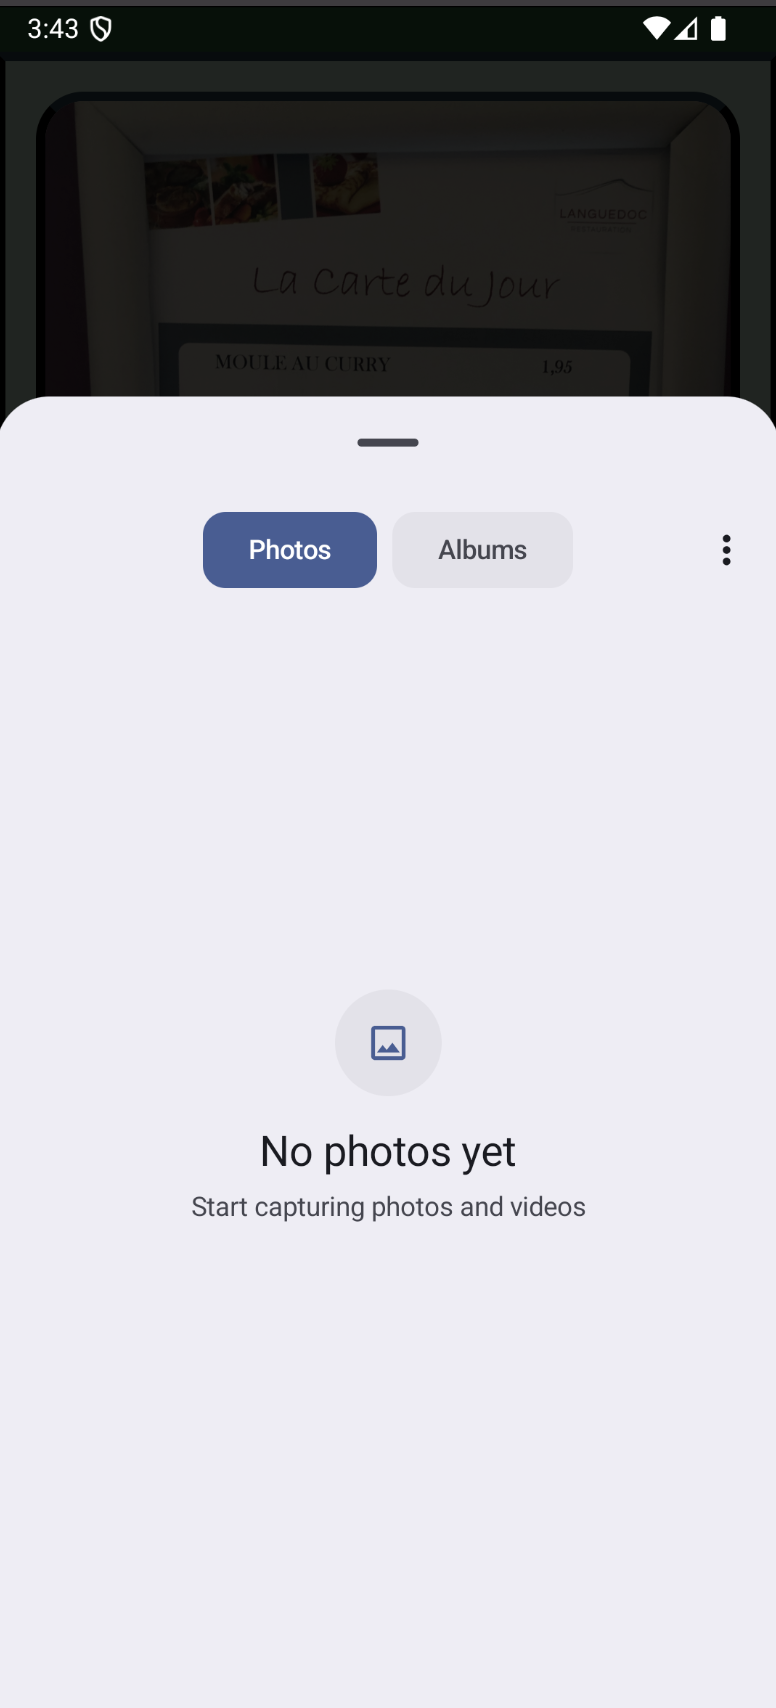 3:43
LANGUEDOC
La Carte du Jour
MOULE AU CURRY 1,95
Photos Albums
No photos yet
Start capturing photos and videos